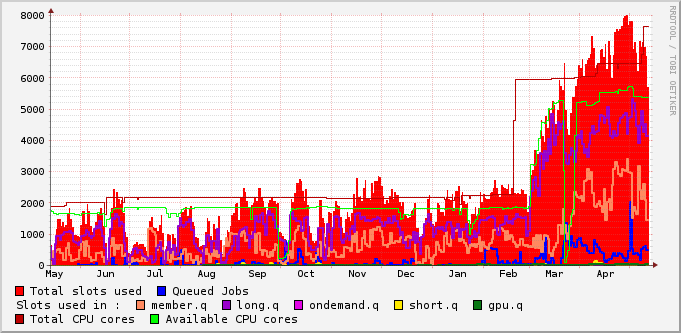 8000
7000
6000
5000
4000
3000
2000
1000
0
May Jun Jul Aug Sep Oct Nov Dec Jan Feb Mar Apr
RRDTOOL / TOBI OETIKER
Total slots used Queued Jobs
Slots used in : member.q long.q ondemand.q short.q gpu.q
Total CPU cores Available CPU cores